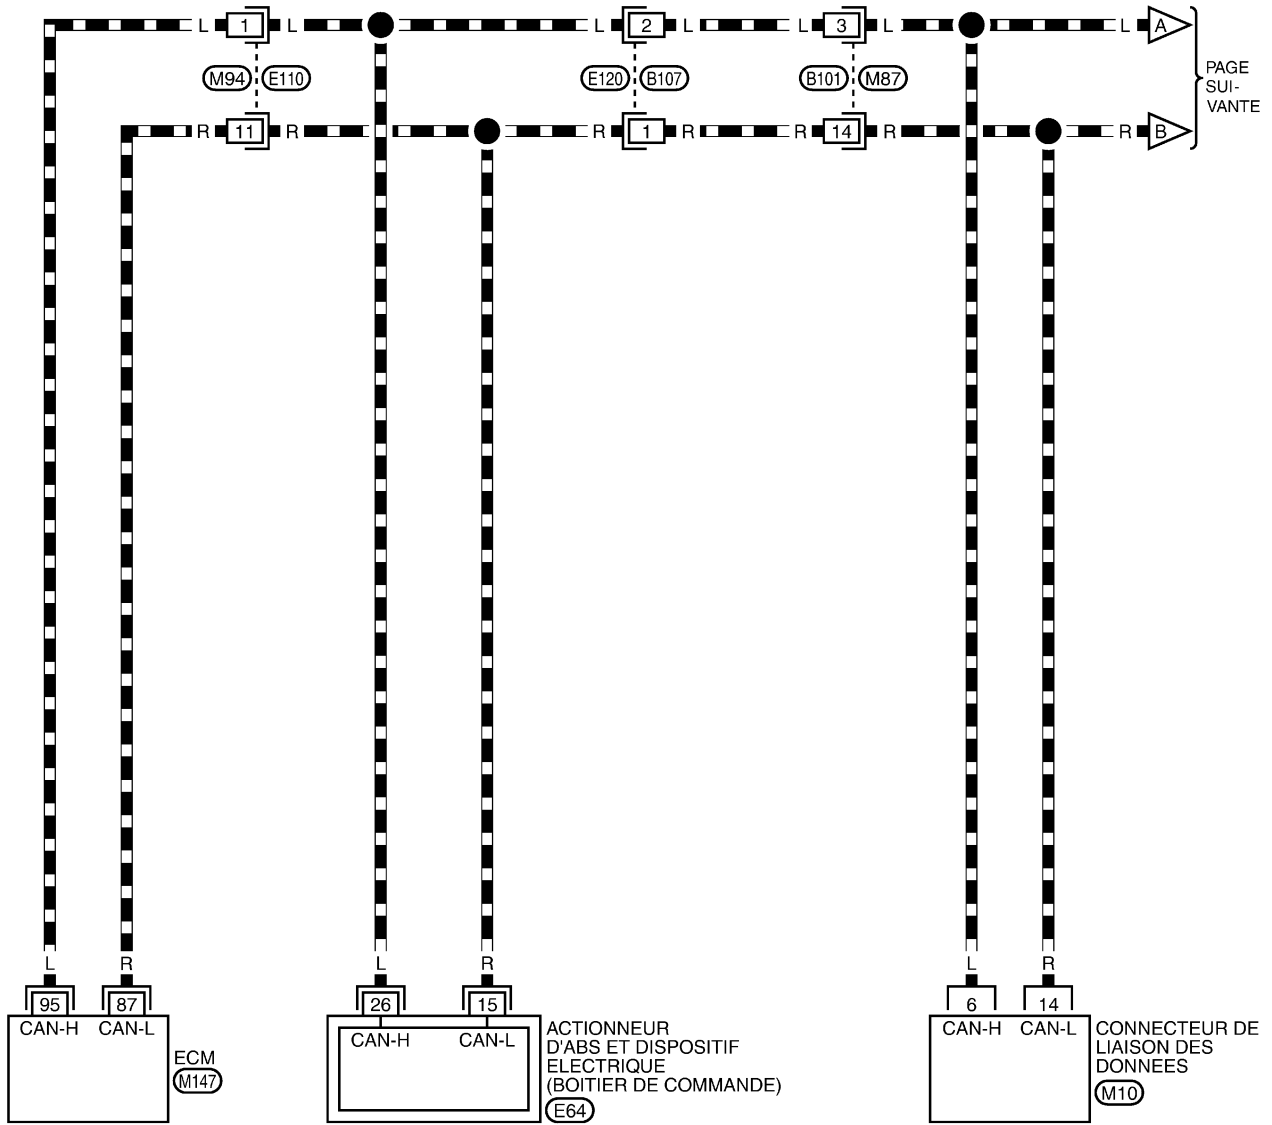 L 1 L L 2 L L 3 L L A
M94 E110 E120 B107 B101 M87
PAGE
SUI-
VANTE
R 11 R R 1 R R 14 R R B
L R L R L R
95 87 26 15 6 14
CAN-H CAN-L
ECM
M147
CAN-H CAN-L
ACTIONNEUR
D'ABS ET DISPOSITIF
ELECTRIQUE
(BOITIER DE COMMANDE)
E64
CAN-H CAN-L
CONNECTEUR DE
LIAISON DES
DONNEES
M10